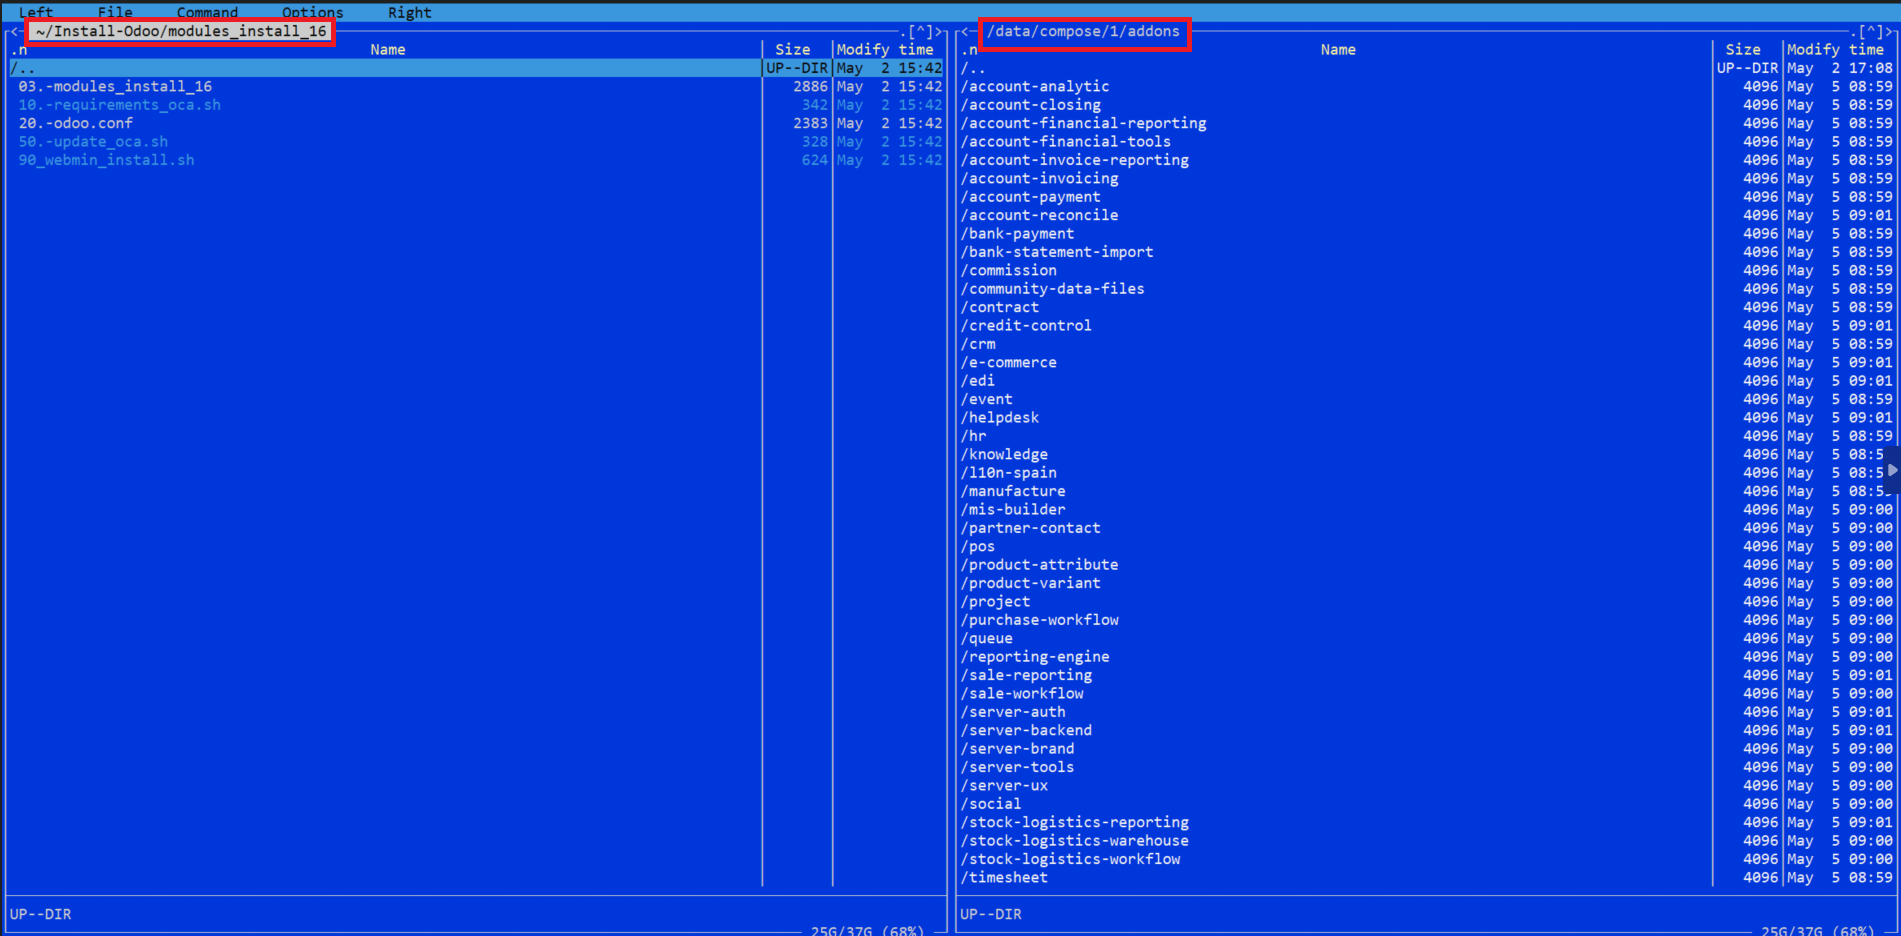 Left File Command Options Right
<- ~/Install-Odoo/modules_install_16 .[^]>
.n Name Size Modify time
/.. UP--DIR May 2 15:42
03.-modules_install_16 2886 May 2 15:42
10.-requirements_oca.sh 342 May 2 15:42
20.-odoo.conf 2383 May 2 15:42
50.-update_oca.sh 328 May 2 15:42
90_webmin_install.sh 624 May 2 15:42
UP--DIR
25G/37G (68%)
<- /data/compose/1/addons .[^]>
.n Name Size Modify time
/.. UP--DIR May 2 17:08
/account-analytic 4096 May 5 08:59
/account-closing 4096 May 5 08:59
/account-financial-reporting 4096 May 5 08:59
/account-financial-tools 4096 May 5 08:59
/account-invoice-reporting 4096 May 5 08:59
/account-invoicing 4096 May 5 08:59
/account-payment 4096 May 5 08:59
/account-reconcile 4096 May 5 09:01
/bank-payment 4096 May 5 08:59
/bank-statement-import 4096 May 5 08:59
/commission 4096 May 5 08:59
/community-data-files 4096 May 5 08:59
/contract 4096 May 5 08:59
/credit-control 4096 May 5 09:01
/crm 4096 May 5 08:59
/e-commerce 4096 May 5 09:01
/edi 4096 May 5 09:01
/event 4096 May 5 08:59
/helpdesk 4096 May 5 09:01
/hr 4096 May 5 08:59
/knowledge 4096 May 5 08:5
/l10n-spain 4096 May 5 08:5
/manufacture 4096 May 5 08:59
/mis-builder 4096 May 5 09:00
/partner-contact 4096 May 5 09:00
/pos 4096 May 5 09:00
/product-attribute 4096 May 5 09:00
/product-variant 4096 May 5 09:00
/project 4096 May 5 09:00
/purchase-workflow 4096 May 5 09:00
/queue 4096 May 5 09:00
/reporting-engine 4096 May 5 09:00
/sale-reporting 4096 May 5 09:01
/sale-workflow 4096 May 5 09:00
/server-auth 4096 May 5 09:01
/server-backend 4096 May 5 09:01
/server-brand 4096 May 5 09:00
/server-tools 4096 May 5 09:00
/server-ux 4096 May 5 09:00
/social 4096 May 5 09:00
/stock-logistics-reporting 4096 May 5 09:01
/stock-logistics-warehouse 4096 May 5 09:00
/stock-logistics-workflow 4096 May 5 09:00
/timesheet 4096 May 5 08:59
UP--DIR
25G/37G (68%)